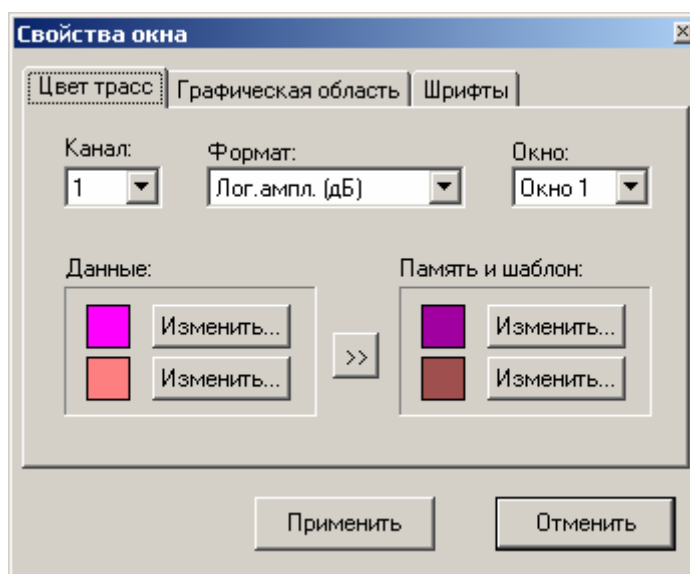 Свойства окна
Цвет трасс Графическая область Шрифты
Канал: Формат: Окно:
1 Лог.ампл. (дБ) Окно 1
Данные: Память и шаблон:
Изменить... Изменить...
>>
Изменить... Изменить...
Применить Отменить